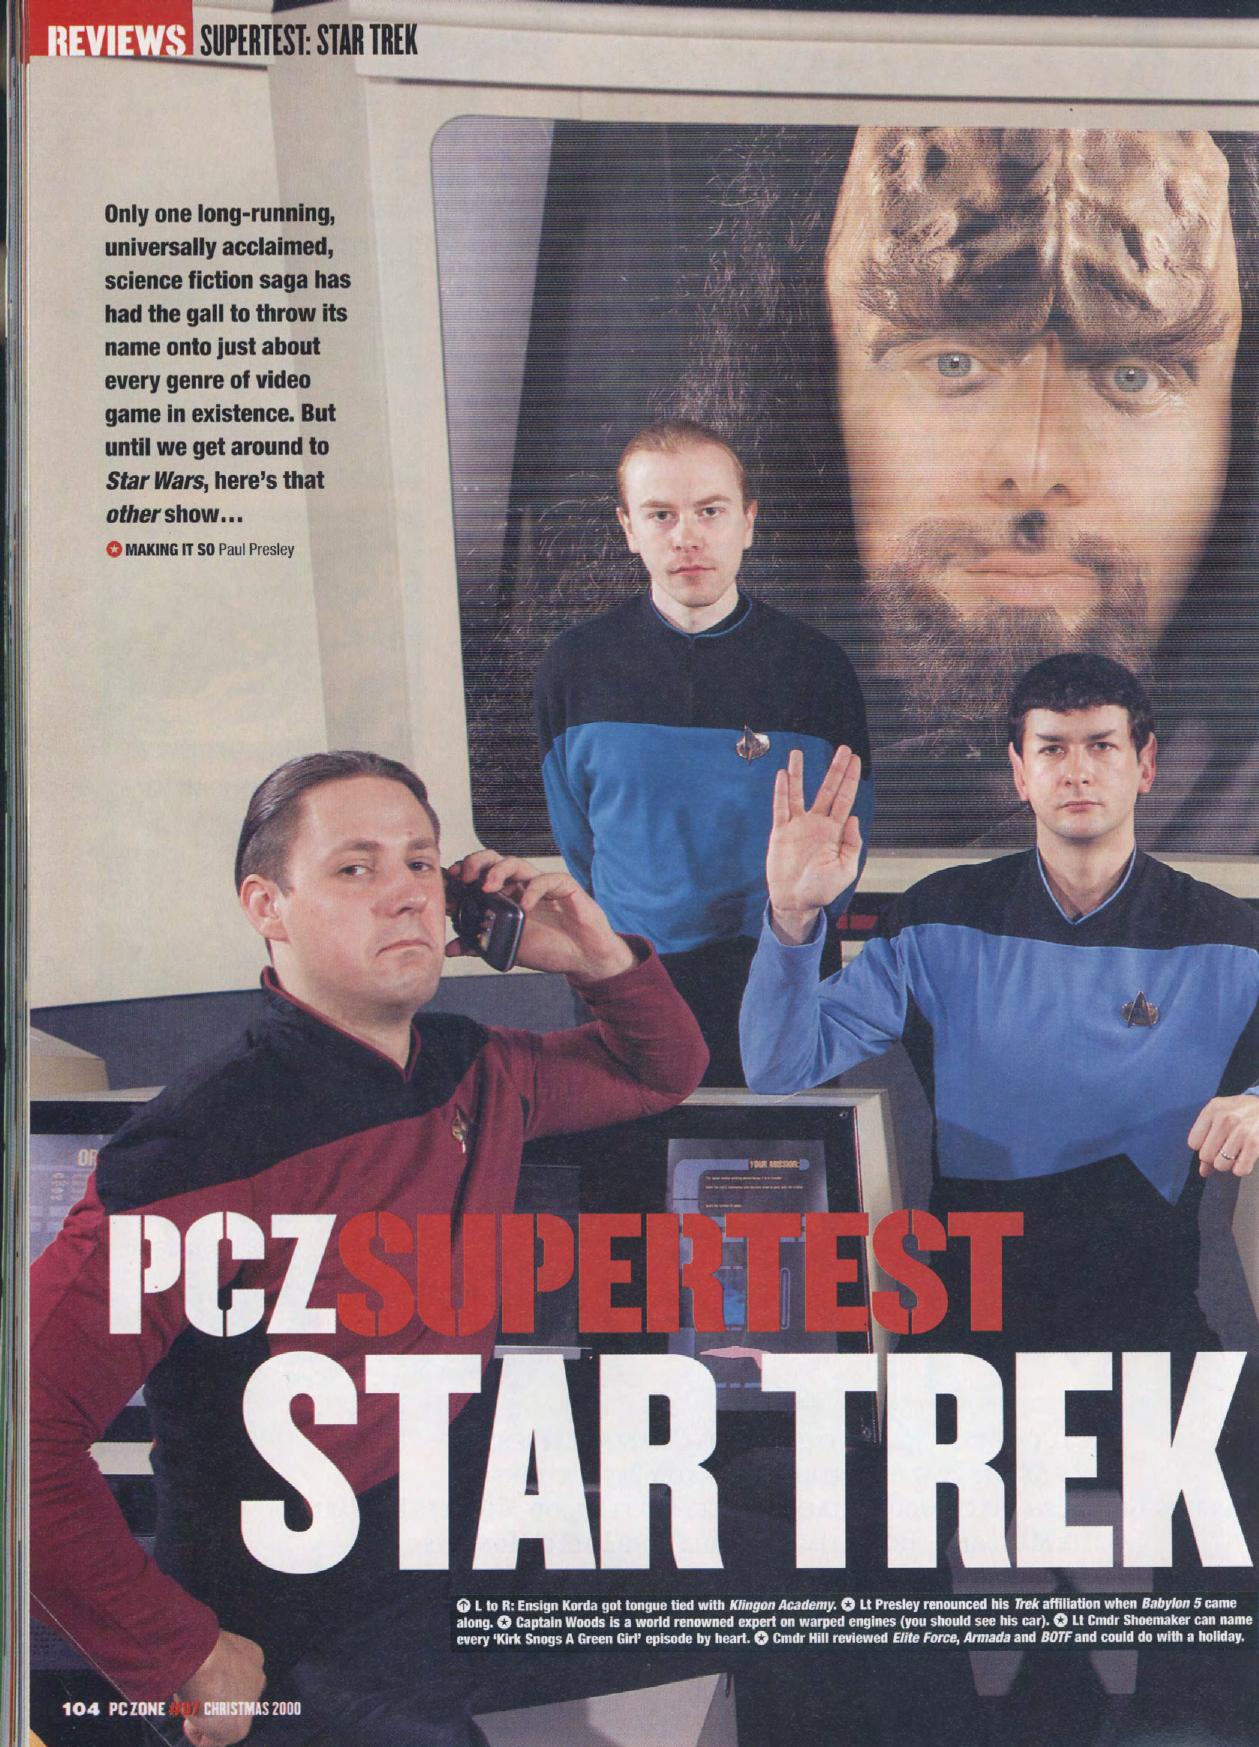 REVIEWS SUPERTEST: STAR TREK
Only one long-running,
universally acclaimed,
science fiction saga has
had the gall to throw its
name onto just about
every genre of video
game in existence. But
until we get around to
Star Wars, here's that
other show...
MAKING IT SO Paul Presley
YOUR MISSION:
OR
PCZSUPERTEST
STAR TREK
L to R: Ensign Korda got tongue tied with Klingon Academy. Lt Presley renounced his Trek affiliation when Babylon 5 came
along. Captain Woods is a world renowned expert on warped engines (you should see his car). Lt Cmdr Shoemaker can name
every 'Kirk Snogs A Green Girl' episode by heart. Cmdr Hill reviewed Elite Force, Armada and BOTF and could do with a holiday.
104 PC ZONE #97 CHRISTMAS 2000